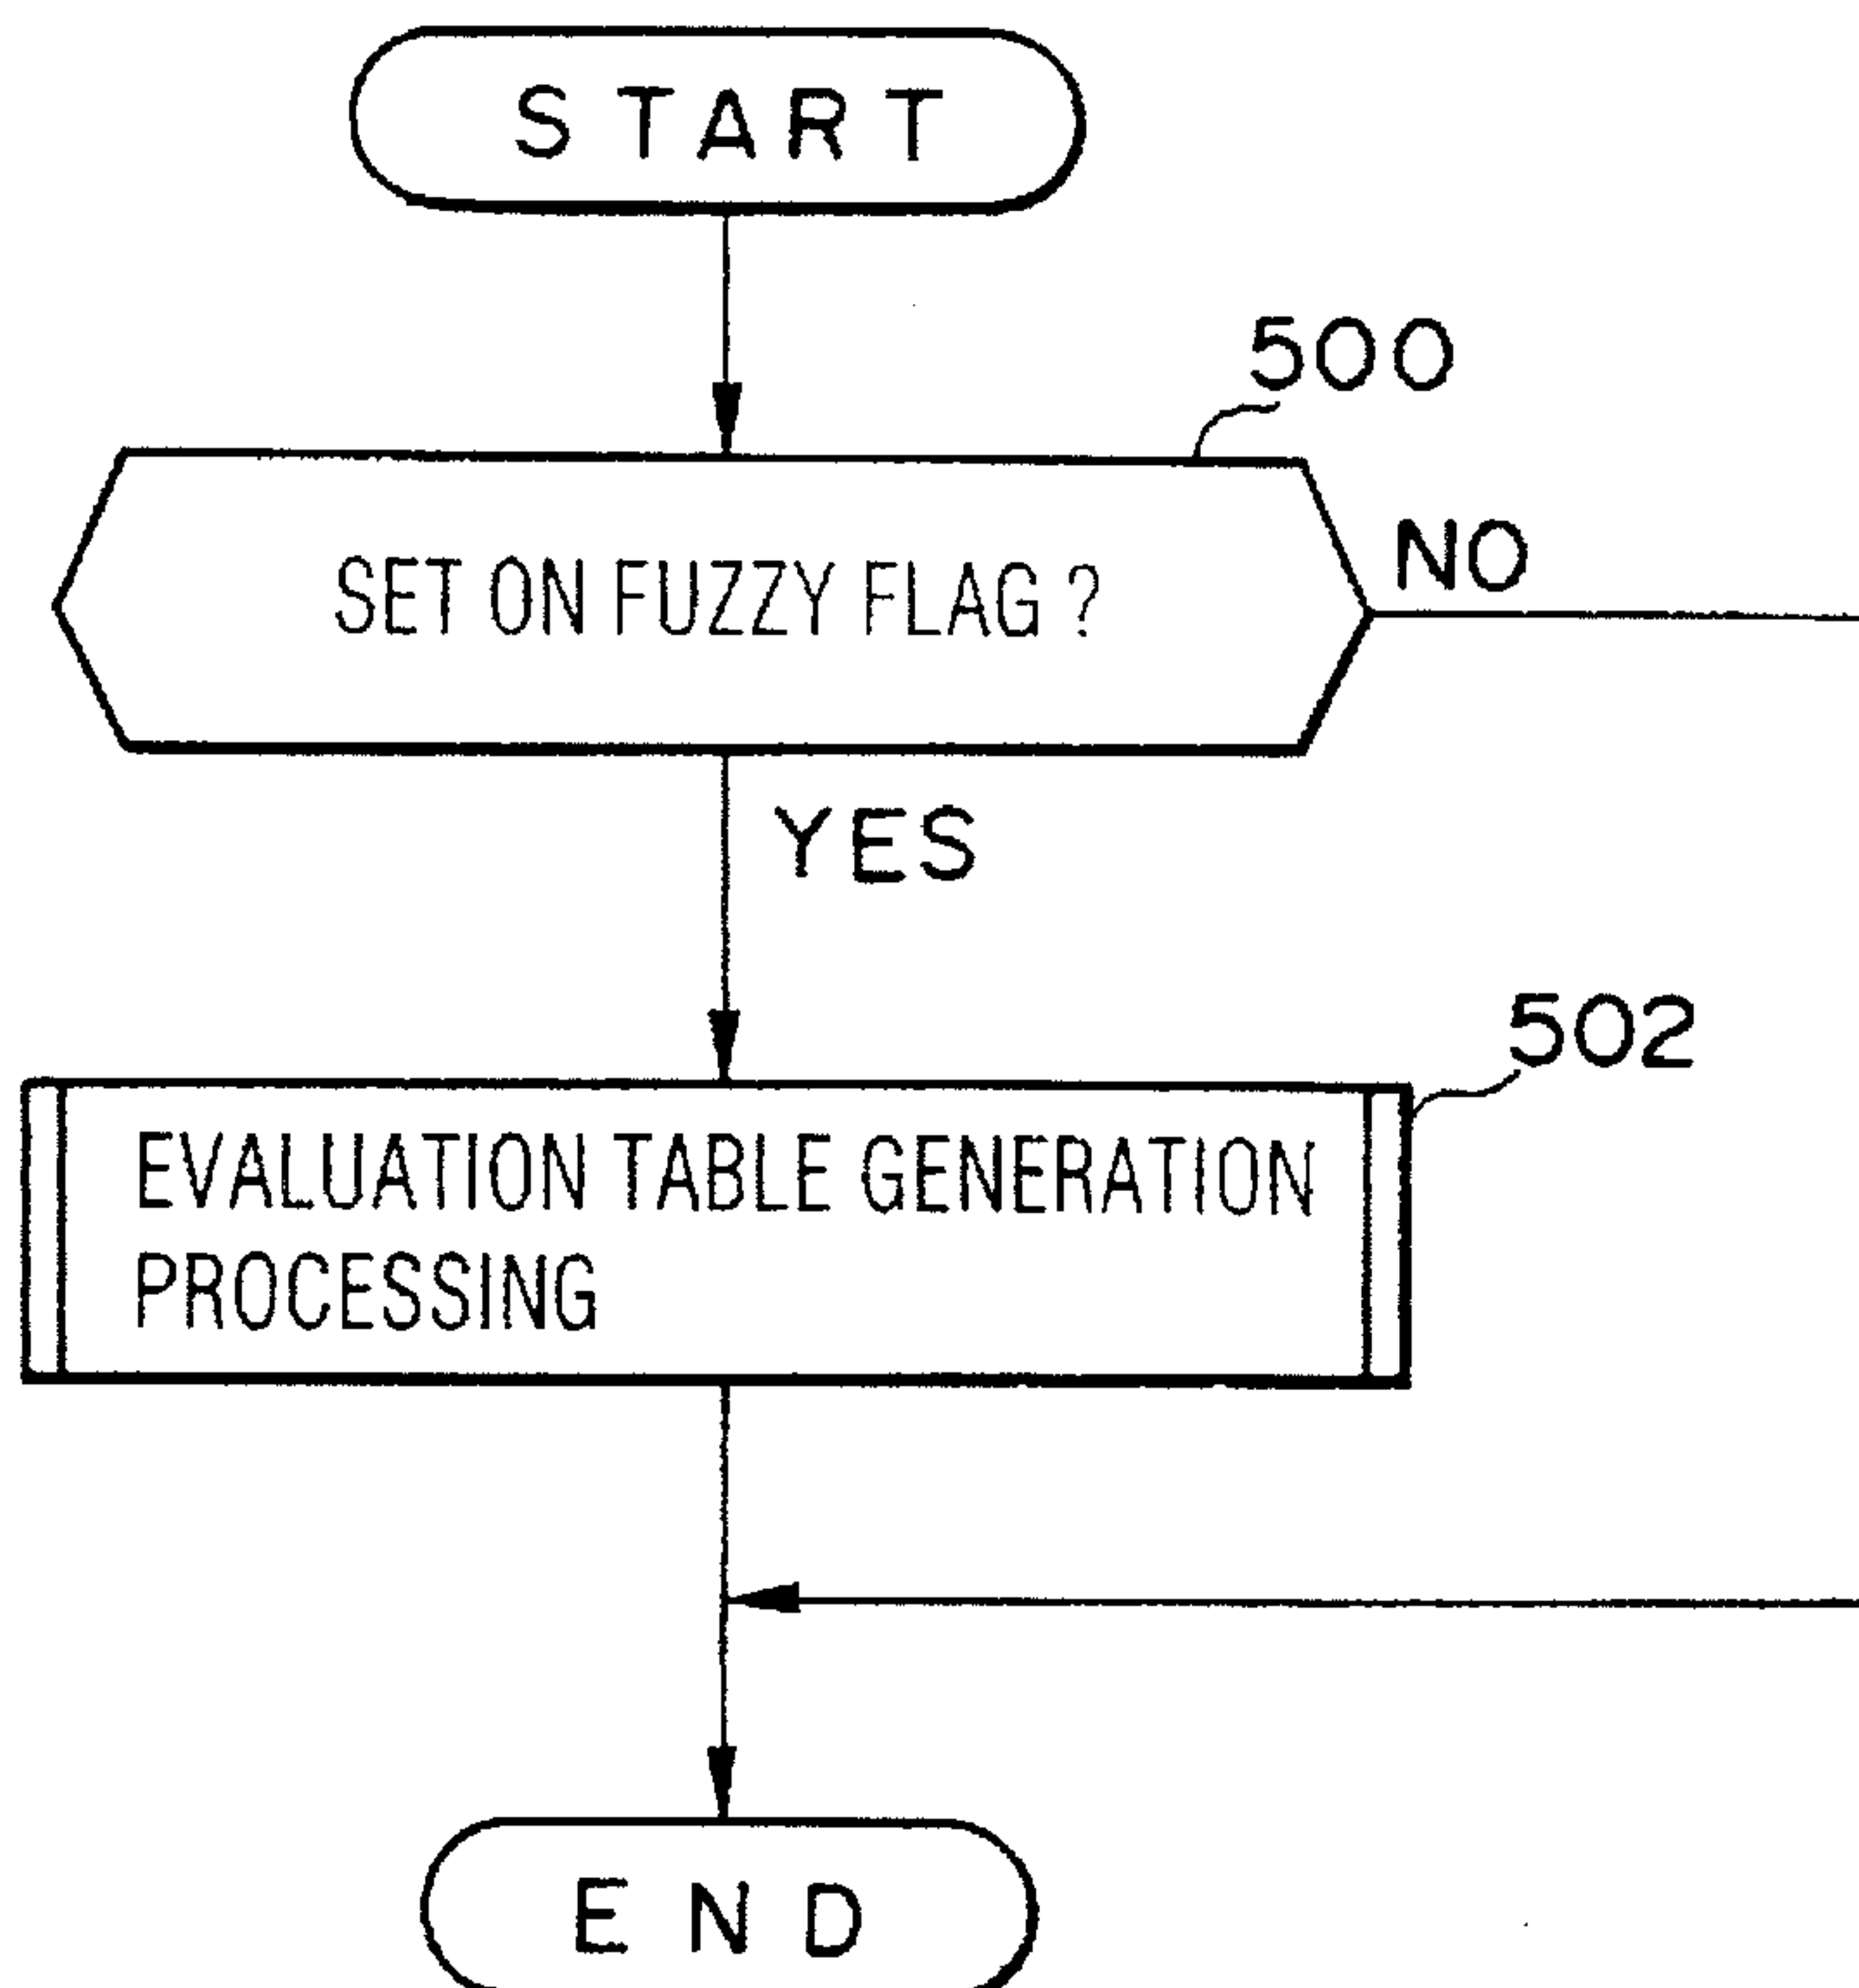 START
500
SET ON FUZZY FLAG ?
NO
YES
502
EVALUATION TABLE GENERATION
PROCESSING
END